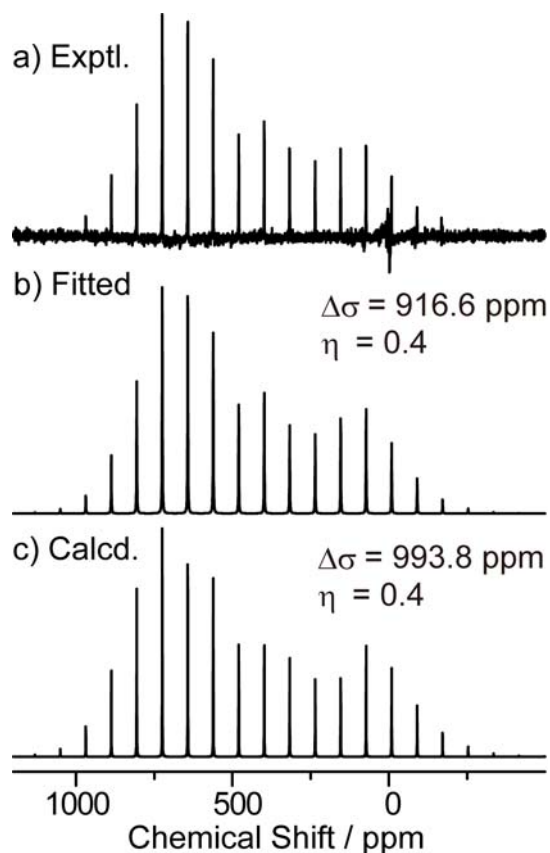 a) Exptl.
b) Fitted
Δσ = 916.6 ppm
η = 0.4
c) Calcd.
Δσ = 993.8 ppm
η = 0.4
1000 500 0
Chemical Shift / ppm